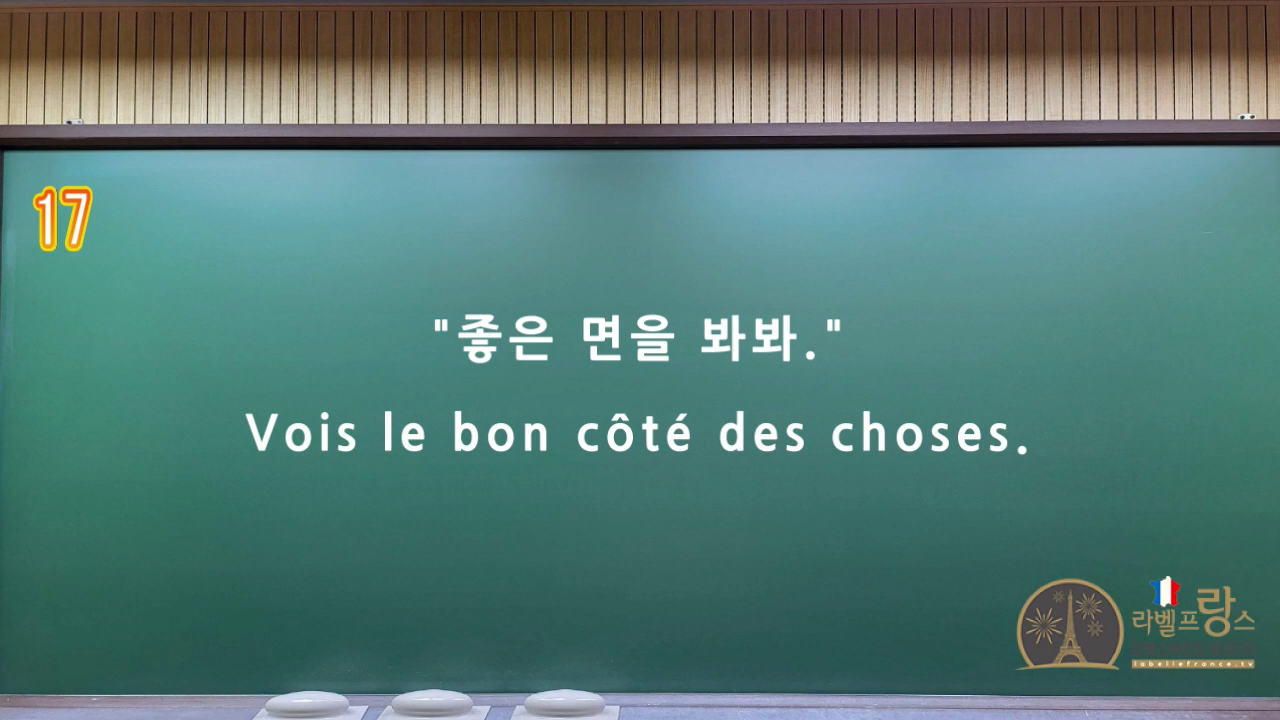 17
"좋은 면을 봐봐."
Vois le bon côté des choses.
라벨프랑스
labellefrance.tv